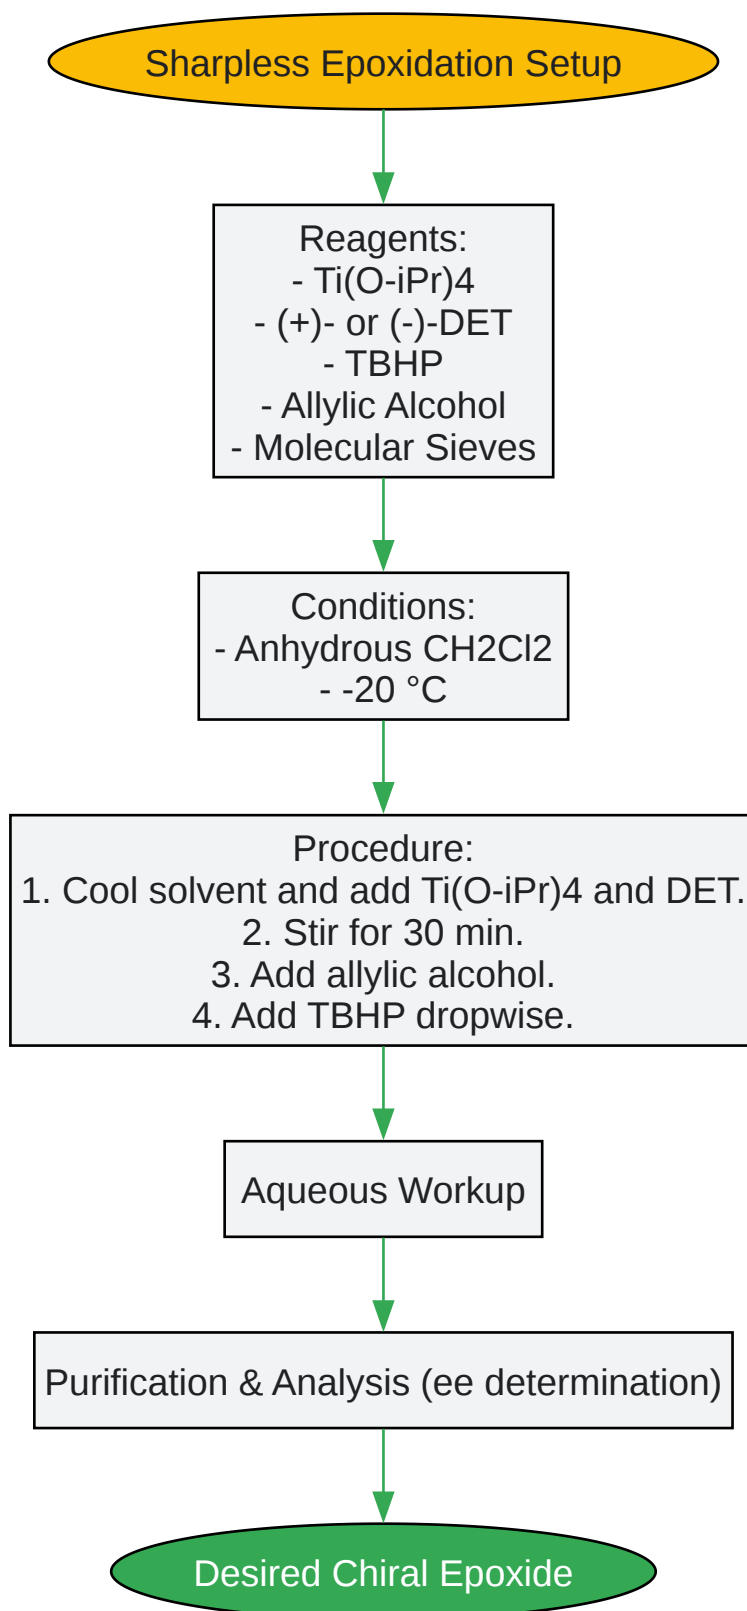 Sharpless Epoxidation Setup
Reagents:
- Ti(O-iPr)4
- (+)- or (-)-DET
- TBHP
- Allylic Alcohol
- Molecular Sieves
Conditions:
- Anhydrous CH2Cl2
- -20 °C
Procedure:
1. Cool solvent and add Ti(O-iPr)4 and DET.
2. Stir for 30 min.
3. Add allylic alcohol.
4. Add TBHP dropwise.
Aqueous Workup
Purification & Analysis (ee determination)
Desired Chiral Epoxide